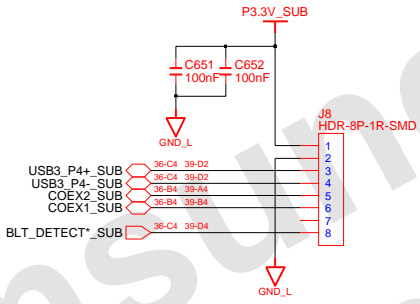 P3.3V_SUB
C651
100nF
C652
100nF
GND_L
J8
HDR-8P-1R-SMD
1
2
USB3_P4+_SUB 36-C4 39-D2 3
USB3_P4-_SUB 36-C4 39-D2 4
COEX2_SUB 36-B4 39-A4 5
COEX1_SUB 36-B4 39-B4 6
7
BLT_DETECT*_SUB 36-C4 39-D4 8
GND_L